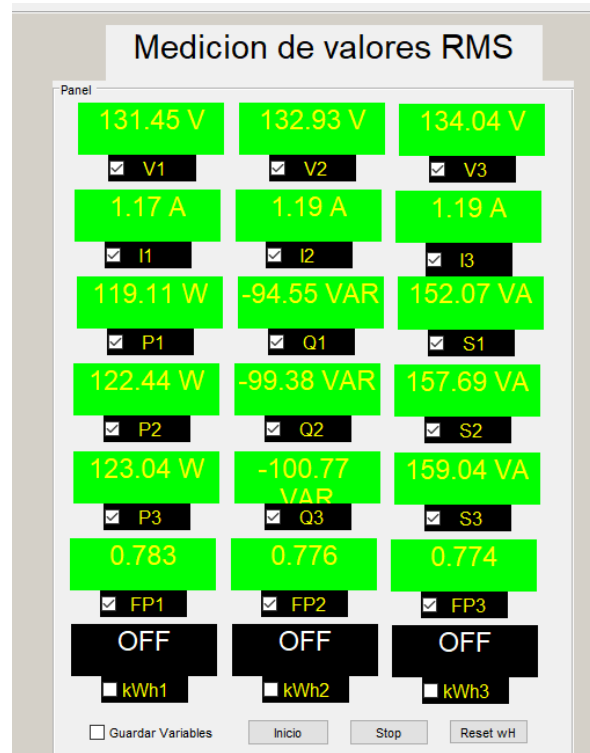 Medicion de valores RMS
Panel
131.45 V 132.93 V 134.04 V
V1 V2 V3
1.17 A 1.19 A 1.19 A
I1 I2 I3
119.11 W -94.55 VAR 152.07 VA
P1 Q1 S1
122.44 W -99.38 VAR 157.69 VA
P2 Q2 S2
123.04 W -100.77 159.04 VA
VAR
P3 Q3 S3
0.783 0.776 0.774
FP1 FP2 FP3
OFF OFF OFF
kWh1 kWh2 kWh3
Guardar Variables Inicio Stop Reset wH